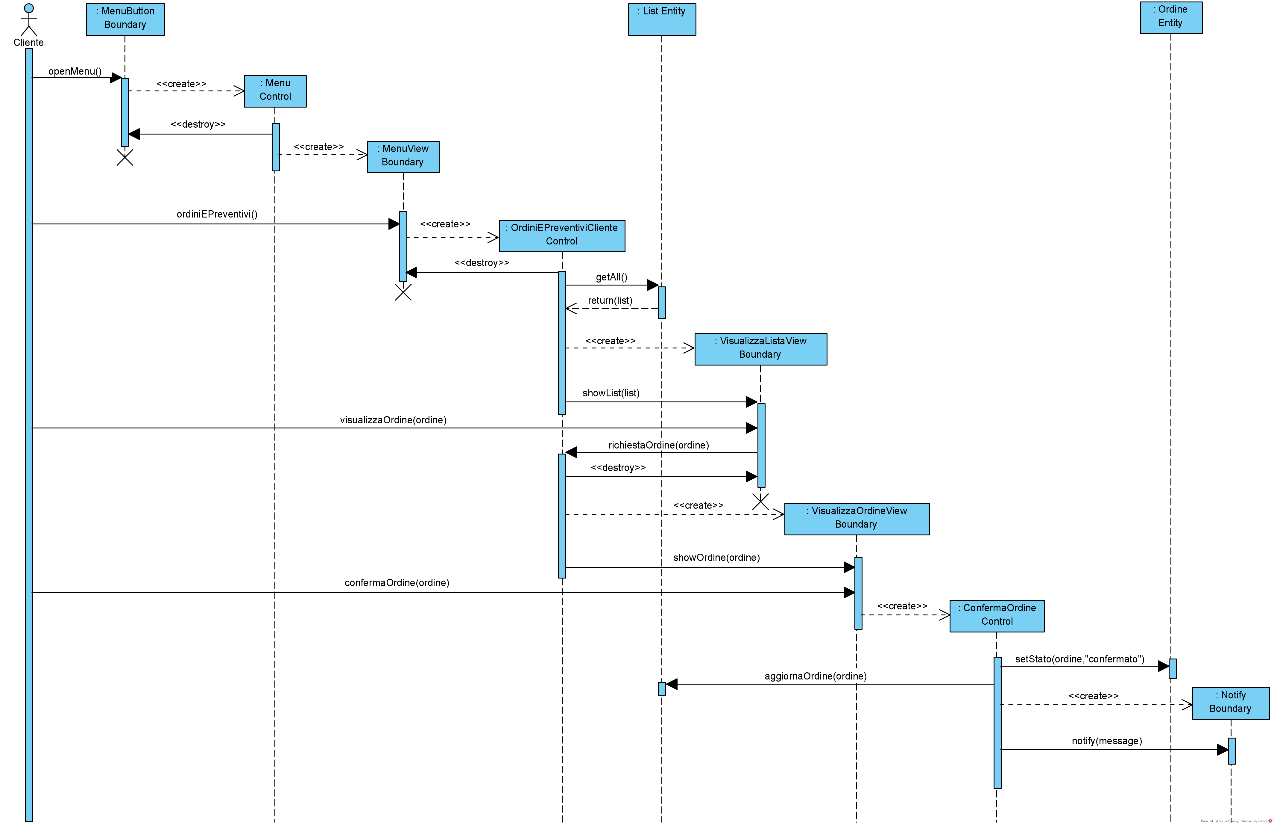 : MenuButton
Boundary
: List Entity
: Ordine
Entity
Cliente
openMenu()
<<create>>
: Menu
Control
<<destroy>>
<<create>>
: MenuView
Boundary
ordiniEPreventivi()
<<create>>
: OrdiniEPreventiviCliente
Control
<<destroy>>
getAll()
return(list)
<<create>>
: VisualizzaListaView
Boundary
showList(list)
visualizzaOrdine(ordine)
richiestaOrdine(ordine)
<<destroy>>
<<create>>
: VisualizzaOrdineView
Boundary
showOrdine(ordine)
confermaOrdine(ordine)
<<create>>
: ConfermaOrdine
Control
setStato(ordine,"confermato")
aggiornaOrdine(ordine)
<<create>>
: Notify
Boundary
notify(message)